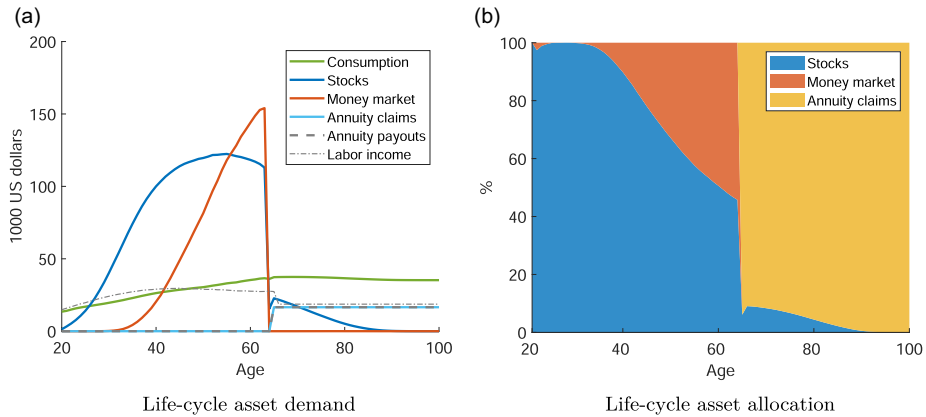 (a)
200
150
100
50
0
1000 US dollars
20
40
60
80
100
Age
Consumption
Stocks
Money market
Annuity claims
Annuity payouts
Labor income
Life-cycle asset demand
(b)
100
80
60
40
20
0
%
20
40
60
80
100
Age
Stocks
Money market
Annuity claims
Life-cycle asset allocation